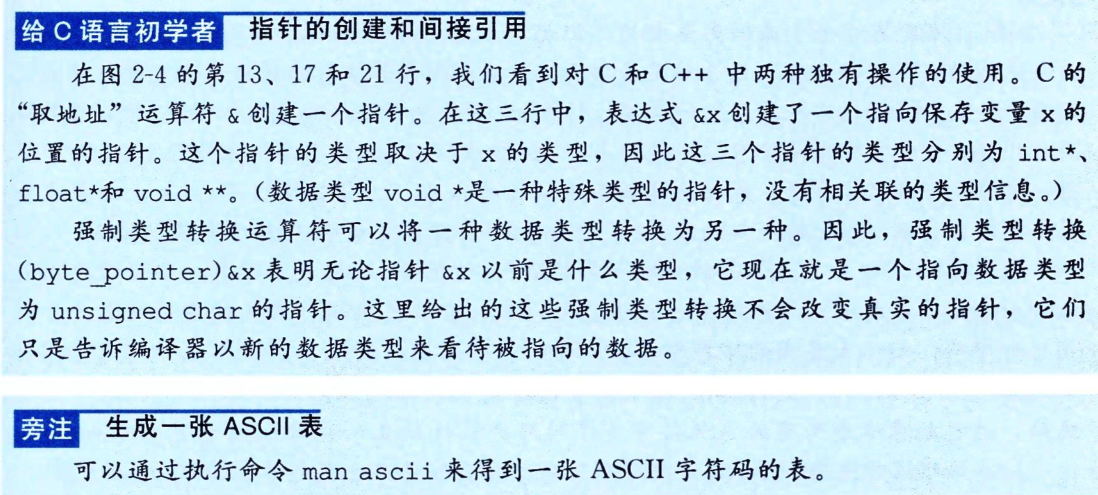 给 C 语言初学者 指针的创建和间接引用
在图 2-4 的第 13、17 和 21 行，我们看到对 C 和 C++ 中两种独有操作的使用。C 的
“取地址”运算符 & 创建一个指针。在这三行中，表达式 &x 创建了一个指向保存变量 x 的
位置的指针。这个指针的类型取决于 x 的类型，因此这三个指针的类型分别为 int*、
float*和 void **。（数据类型 void *是一种特殊类型的指针，没有相关联的类型信息。）
强制类型转换运算符可以将一种数据类型转换为另一种。因此，强制类型转换
(byte_pointer)&x 表明无论指针 &x 以前是什么类型，它现在就是一个指向数据类型
为 unsigned char 的指针。这里给出的这些强制类型转换不会改变真实的指针，它们
只是告诉编译器以新的数据类型来看待被指向的数据。
旁注 生成一张 ASCII 表
可以通过执行命令 man ascii 来得到一张 ASCII 字符码的表。